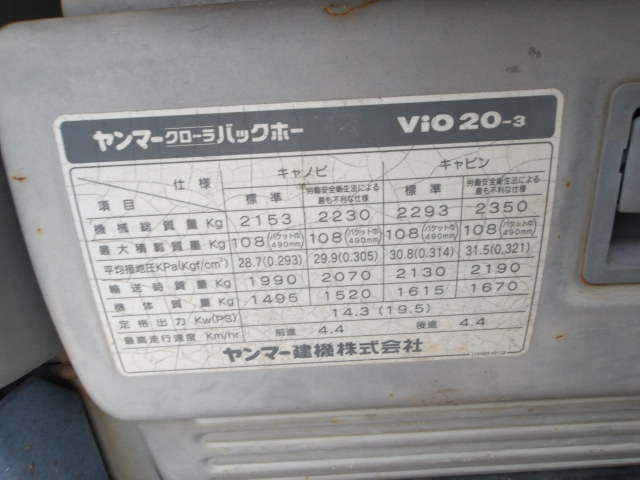 ヤンマークローラバックホー ViO20-3
仕様 キャノピ キャビン
項目 標準 労働安全衛生法による最も不利な仕様 標準 労働安全衛生法による最も不利な仕様
機械総質量 Kg 2153 2230 2293 2350
最大積載質量 Kg 108(バケット巾490mm) 108(バケット巾490mm) 108(バケット巾490mm) 108(バケット巾490mm)
平均接地圧KPa(Kgf/cm²) 28.7(0.293) 29.9(0.305) 30.8(0.314) 31.5(0.321)
輸送時質量 Kg 1990 2070 2130 2190
機体質量 Kg 1495 1520 1615 1670
定格出力 Kw(PS) 14.3(19.5)
最高走行速度 Km/hr 前進 4.4 後進 4.4
ヤンマー建機株式会社